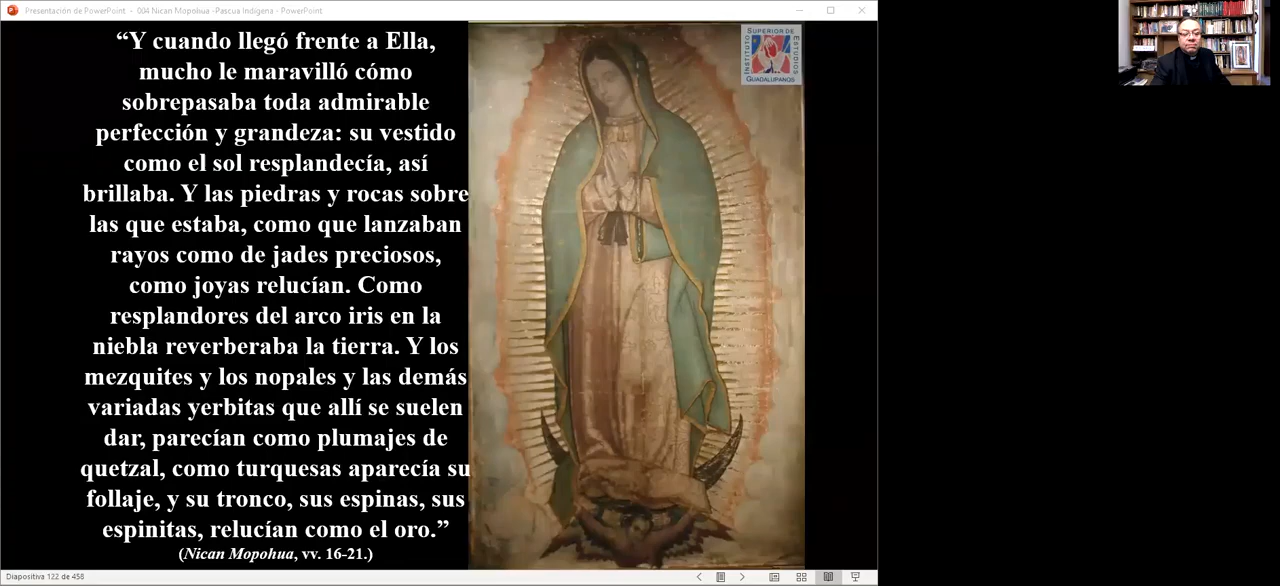 Presentación de PowerPoint - 004 Nican Mopohua -Pascua Indígena - PowerPoint
“Y cuando llegó frente a Ella,
mucho le maravilló cómo
sobrepasaba toda admirable
perfección y grandeza: su vestido
como el sol resplandecía, así
brillaba. Y las piedras y rocas sobre
las que estaba, como que lanzaban
rayos como de jades preciosos,
como joyas relucían. Como
resplandores del arco iris en la
niebla reverberaba la tierra. Y los
mezquites y los nopales y las demás
variadas yerbitas que allí se suelen
dar, parecían como plumajes de
quetzal, como turquesas aparecía su
follaje, y su tronco, sus espinas, sus
espinitas, relucían como el oro.”
(Nican Mopohua, vv. 16-21.)
INSTITUTO SUPERIOR DE ESTUDIOS GUADALUPANOS
Diapositiva 122 de 458